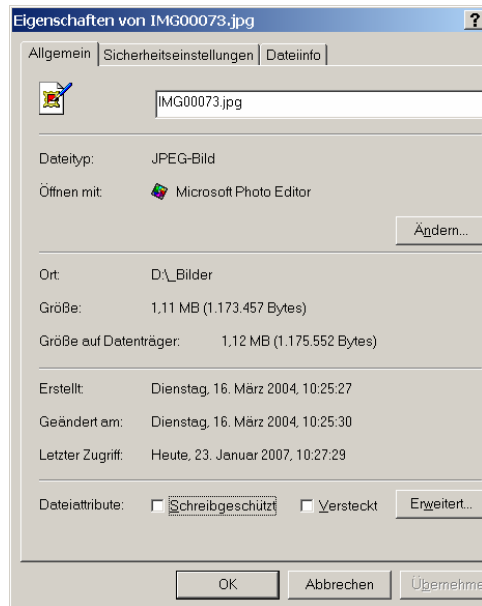 Eigenschaften von IMG00073.jpg ?
Allgemein Sicherheitseinstellungen Dateiinfo
IMG00073.jpg
Dateityp: JPEG-Bild
Öffnen mit: Microsoft Photo Editor
Ändern...
Ort: D:\_Bilder
Größe: 1,11 MB (1.173.457 Bytes)
Größe auf Datenträger: 1,12 MB (1.175.552 Bytes)
Erstellt: Dienstag, 16. März 2004, 10:25:27
Geändert am: Dienstag, 16. März 2004, 10:25:30
Letzter Zugriff: Heute, 23. Januar 2007, 10:27:29
Dateiattribute: Schreibgeschützt Versteckt Erweitert...
OK Abbrechen Übernehme